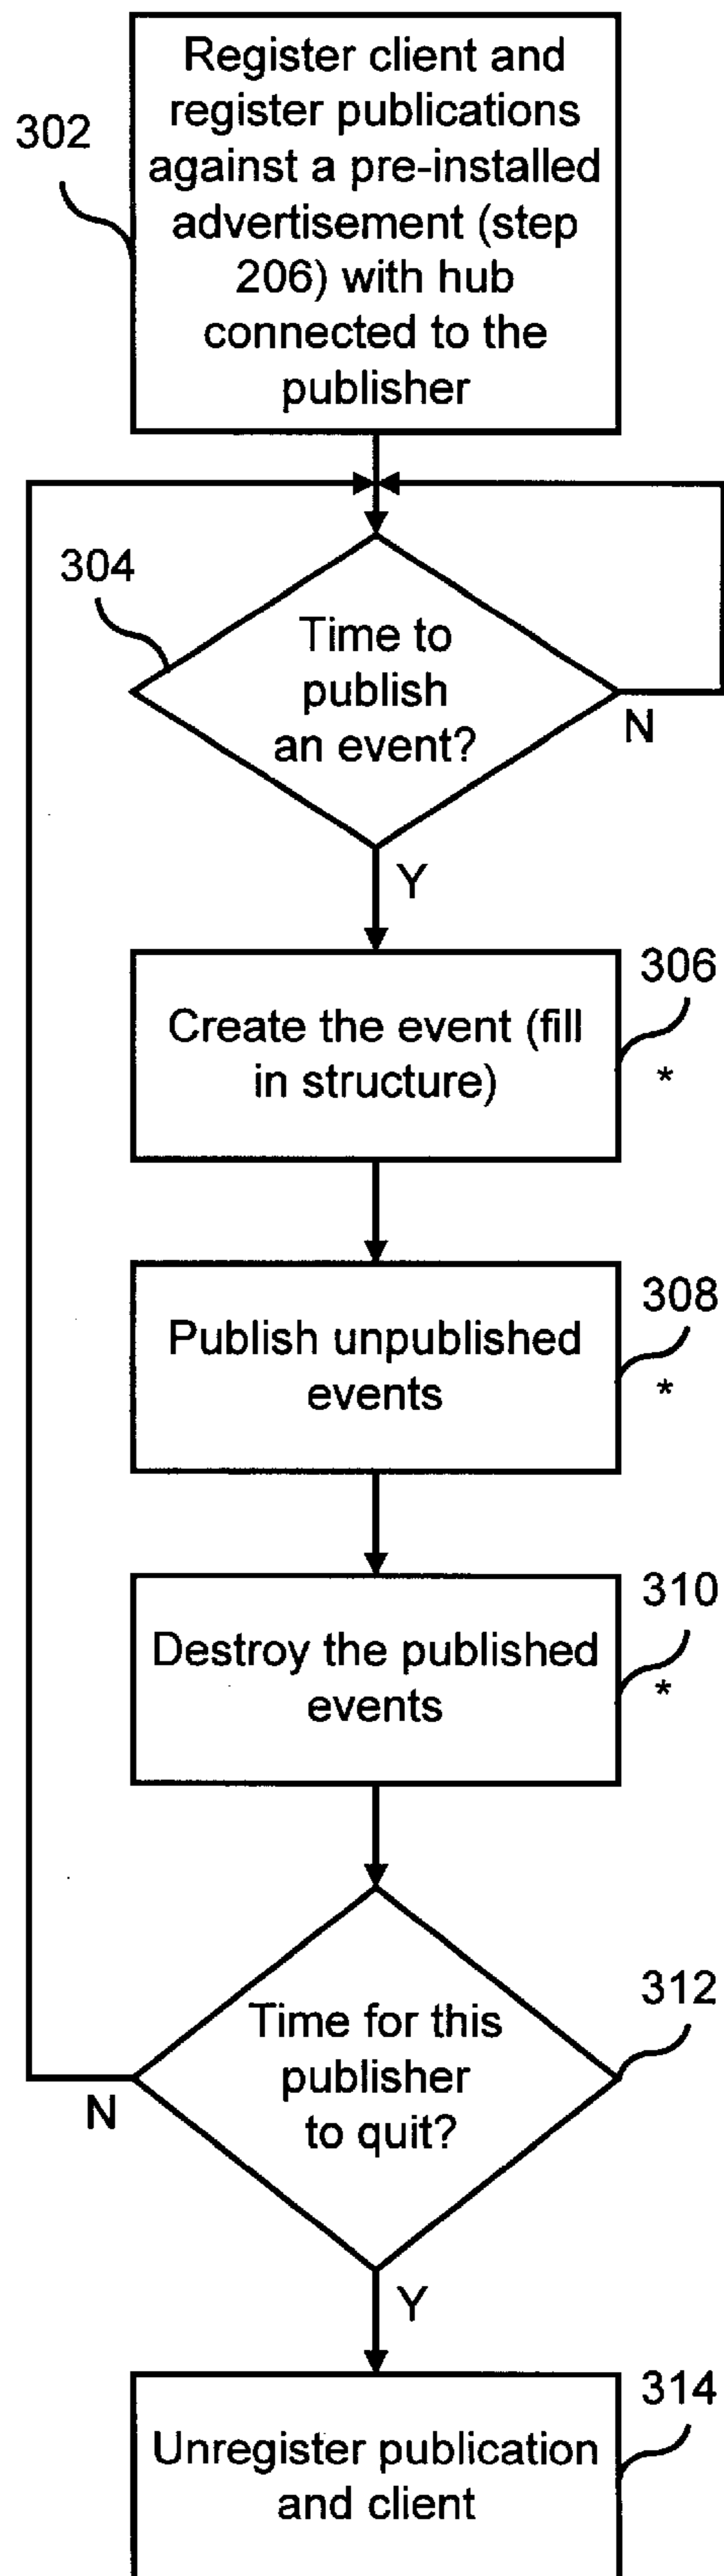 302
Register client and
register publications
against a pre-installed
advertisement (step
206) with hub
connected to the
publisher
304
Time to
publish
an event?
N
Y
306
Create the event (fill
in structure)
*
308
Publish unpublished
events
*
310
Destroy the published
events
*
312
Time for this
publisher
to quit?
N
Y
314
Unregister publication
and client